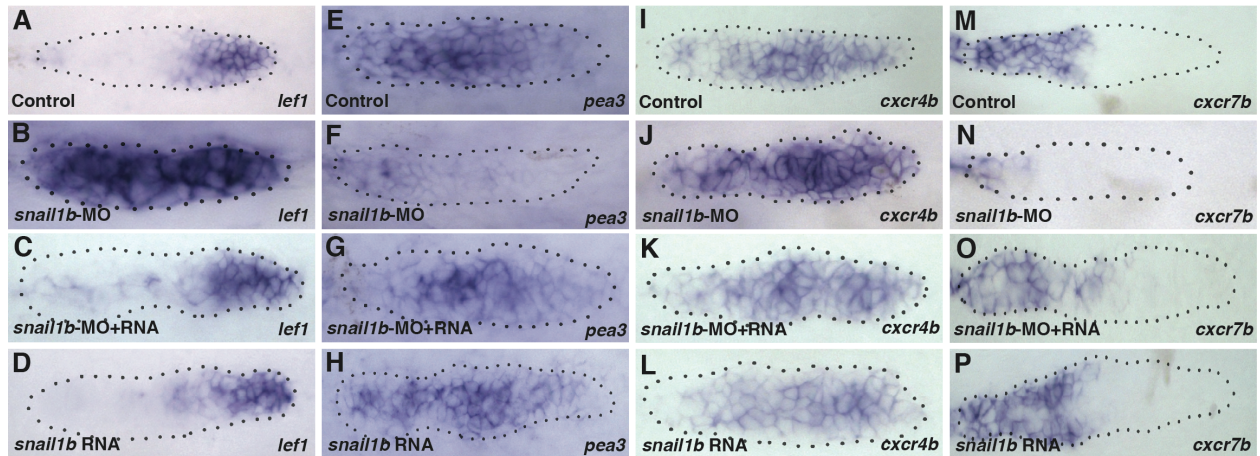 A
Control
lef1
E
Control
pea3
I
Control
cxcr4b
M
Control
cxcr7b
B
snail1b-MO
lef1
F
snail1b-MO
pea3
J
snail1b-MO
cxcr4b
N
snail1b-MO
cxcr7b
C
snail1b-MO+RNA
lef1
G
snail1b-MO+RNA
pea3
K
snail1b-MO+RNA
cxcr4b
O
snail1b-MO+RNA
cxcr7b
D
snail1b RNA
lef1
H
snail1b RNA
pea3
L
snail1b RNA
cxcr4b
P
snail1b RNA
cxcr7b